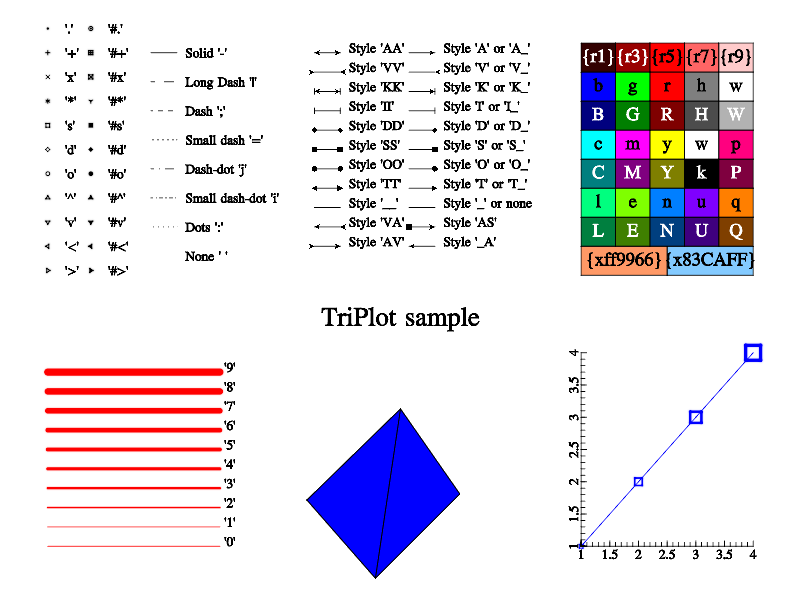 '.' '#.'
'+' '#+'
'x' '#x'
'*' '#*'
's' '#s'
'd' '#d'
'o' '#o'
'^' '#^'
'v' '#v'
'<' '#<'
'>' '#>'
Solid '-'
Long Dash '|'
Dash ';'
Small dash '='
Dash-dot 'j'
Small dash-dot 'i'
Dots ':'
None ' '
Style 'AA' Style 'A' or 'A_'
Style 'VV' Style 'V' or 'V_'
Style 'KK' Style 'K' or 'K_'
Style 'II' Style 'I' or 'I_'
Style 'DD' Style 'D' or 'D_'
Style 'SS' Style 'S' or 'S_'
Style 'OO' Style 'O' or 'O_'
Style 'TT' Style 'T' or 'T_'
Style '__' Style '_' or none
Style 'VA' Style 'AS'
Style 'AV' Style '_A'
{r1} {r3} {r5} {r7} {r9}
b g r h w
B G R H W
c m y w p
C M Y k P
l e n u q
L E N U Q
{xff9966} {x83CAFF}
TriPlot sample
'9'
'8'
'7'
'6'
'5'
'4'
'3'
'2'
'1'
'0'
4
3.5
3
2.5
2
1.5
1
1 1.5 2 2.5 3 3.5 4